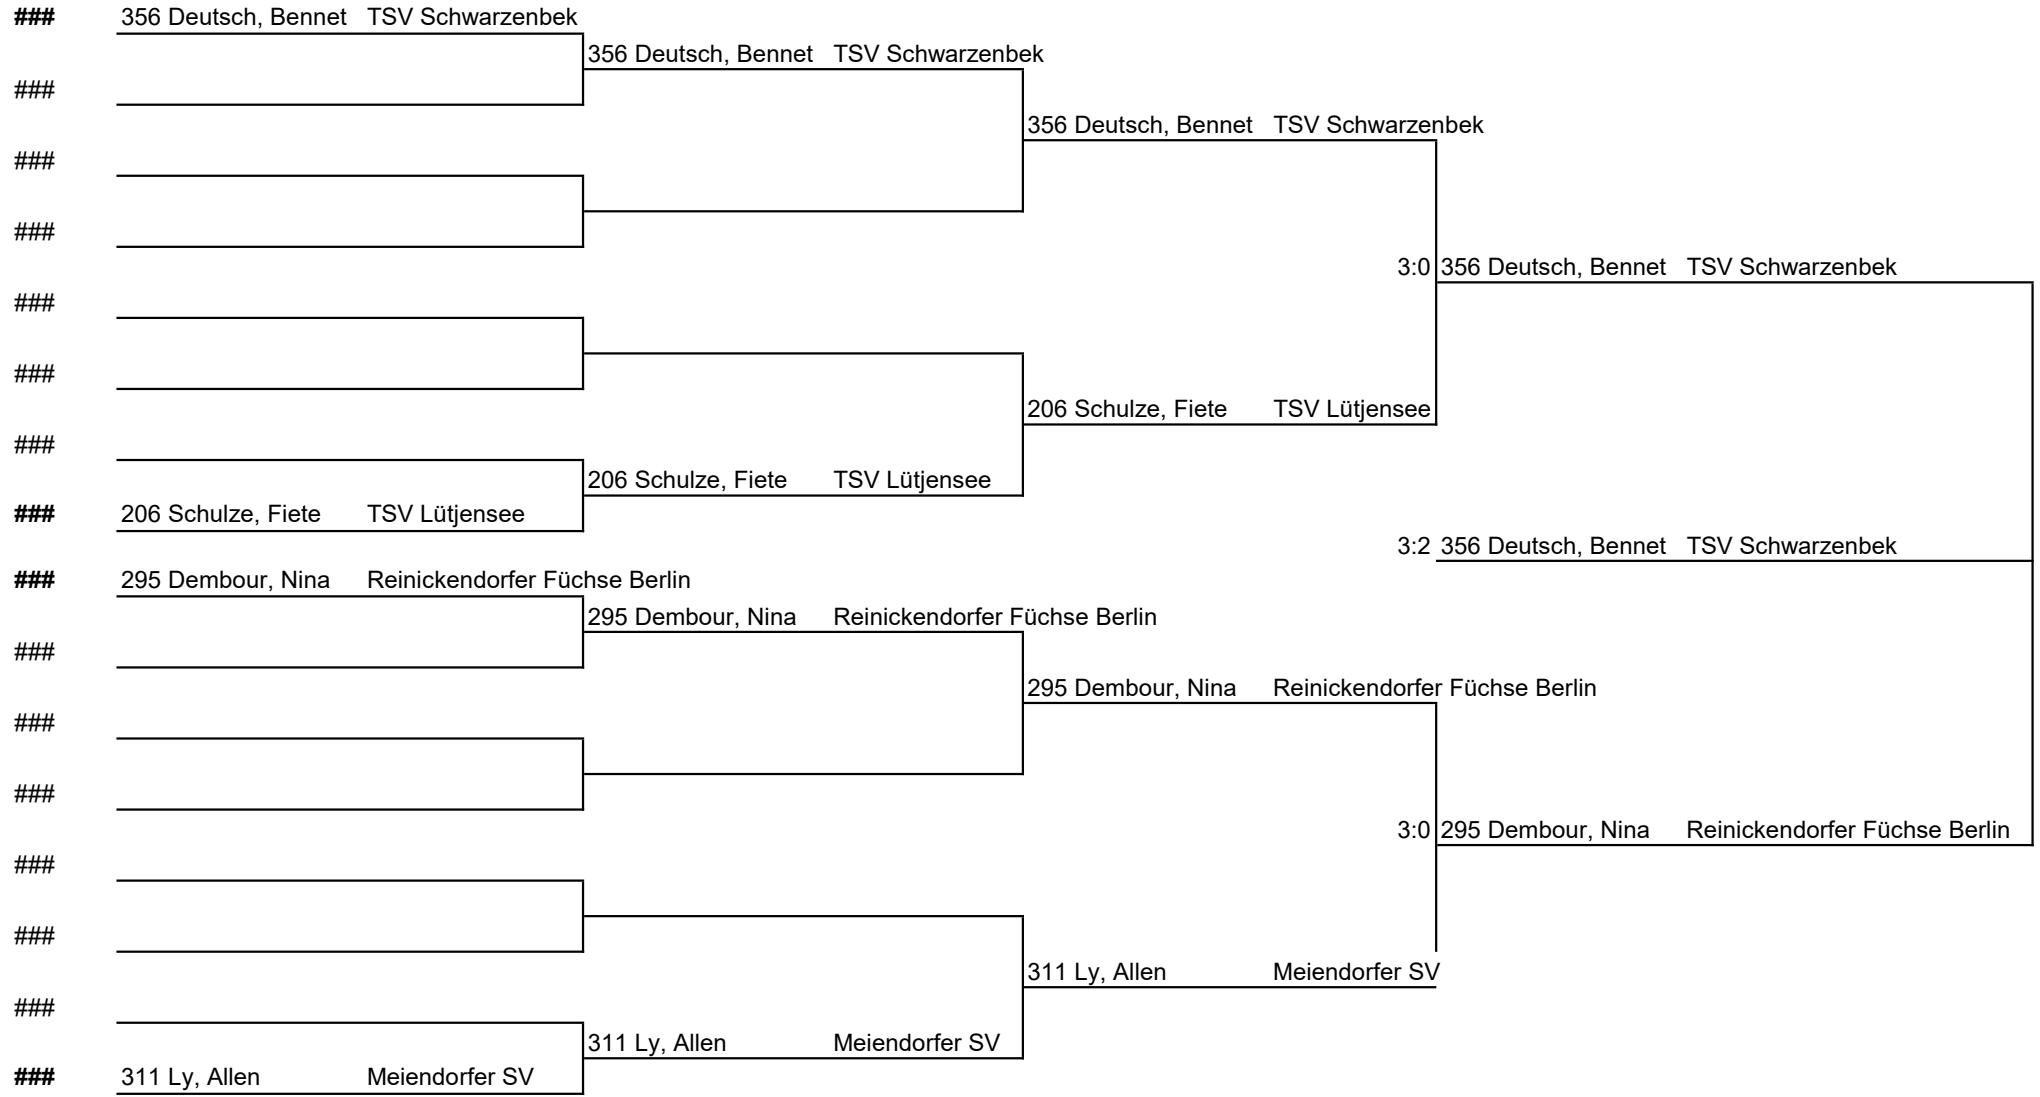 ### 356 Deutsch, Bennet TSV Schwarzenbek
356 Deutsch, Bennet TSV Schwarzenbek
###
356 Deutsch, Bennet TSV Schwarzenbek
###
###
3:0 356 Deutsch, Bennet TSV Schwarzenbek
###
###
206 Schulze, Fiete TSV Lütjensee
###
206 Schulze, Fiete TSV Lütjensee
### 206 Schulze, Fiete TSV Lütjensee
3:2 356 Deutsch, Bennet TSV Schwarzenbek
### 295 Dembour, Nina Reinickendorfer Füchse Berlin
295 Dembour, Nina Reinickendorfer Füchse Berlin
###
295 Dembour, Nina Reinickendorfer Füchse Berlin
###
###
3:0 295 Dembour, Nina Reinickendorfer Füchse Berlin
###
###
311 Ly, Allen Meiendorfer SV
###
311 Ly, Allen Meiendorfer SV
### 311 Ly, Allen Meiendorfer SV